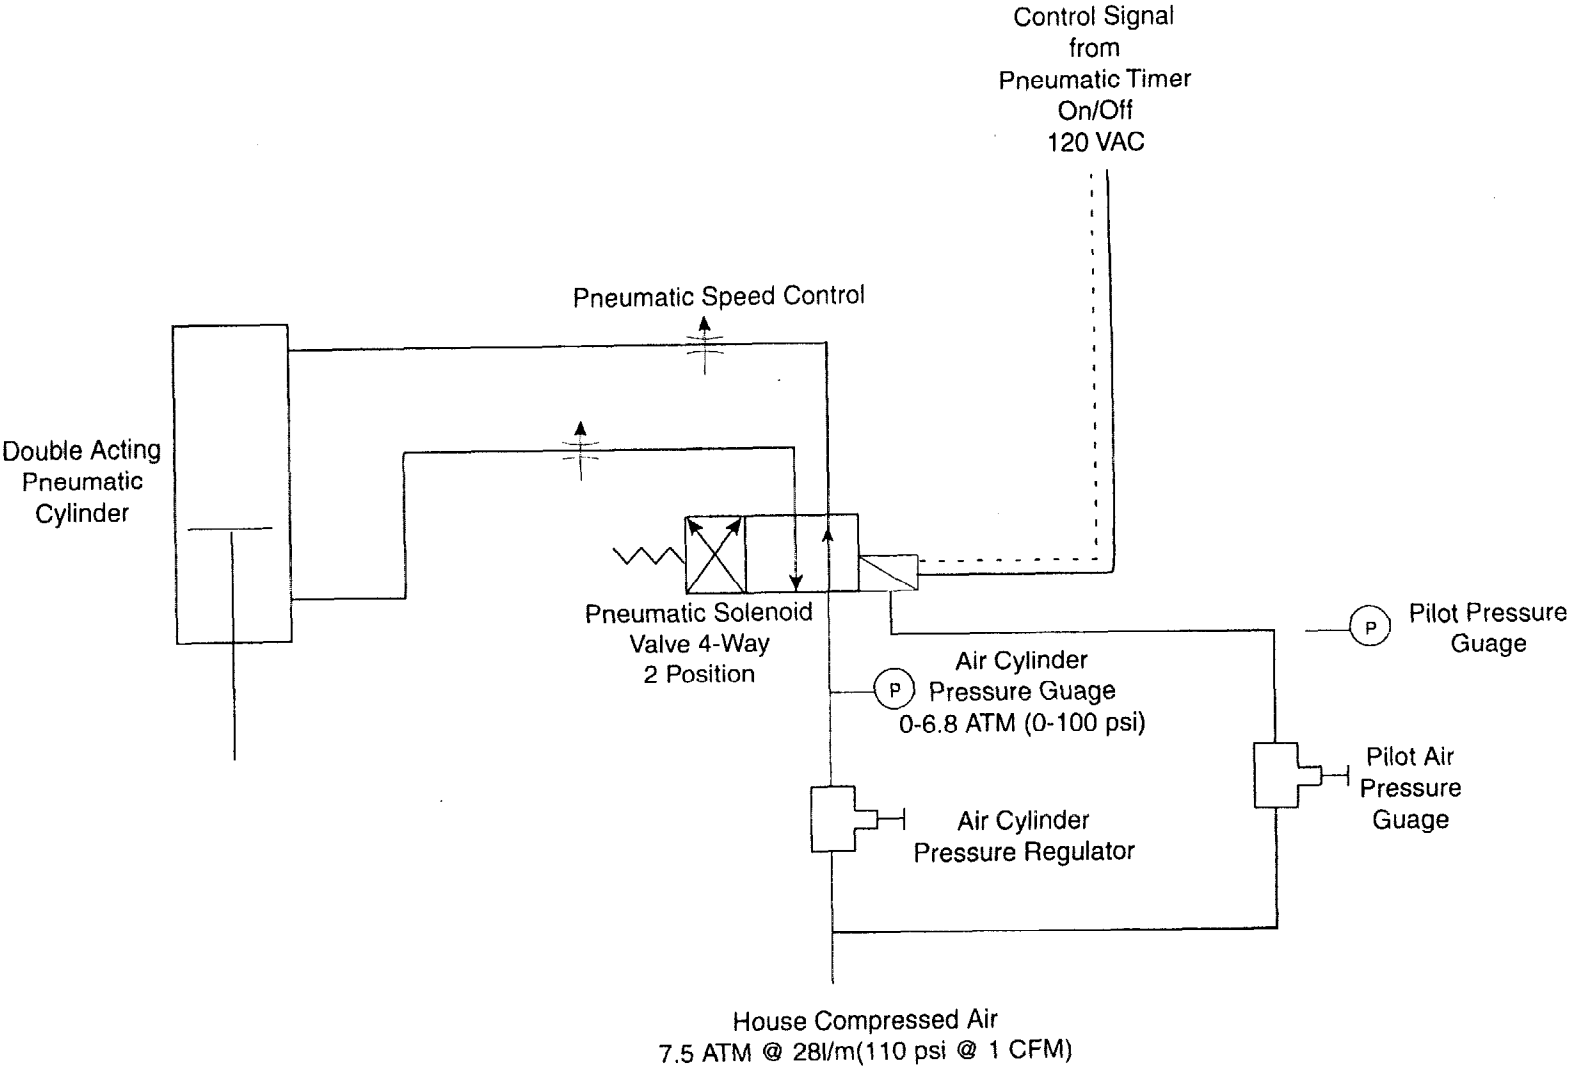 Control Signal
from
Pneumatic Timer
On/Off
120 VAC
Pneumatic Speed Control
Double Acting
Pneumatic
Cylinder
Pneumatic Solenoid
Valve 4-Way
2 Position
P
Pilot Pressure
Guage
Air Cylinder
P
Pressure Guage
0-6.8 ATM (0-100 psi)
Pilot Air
Pressure
Guage
Air Cylinder
Pressure Regulator
House Compressed Air
7.5 ATM @ 28l/m(110 psi @ 1 CFM)